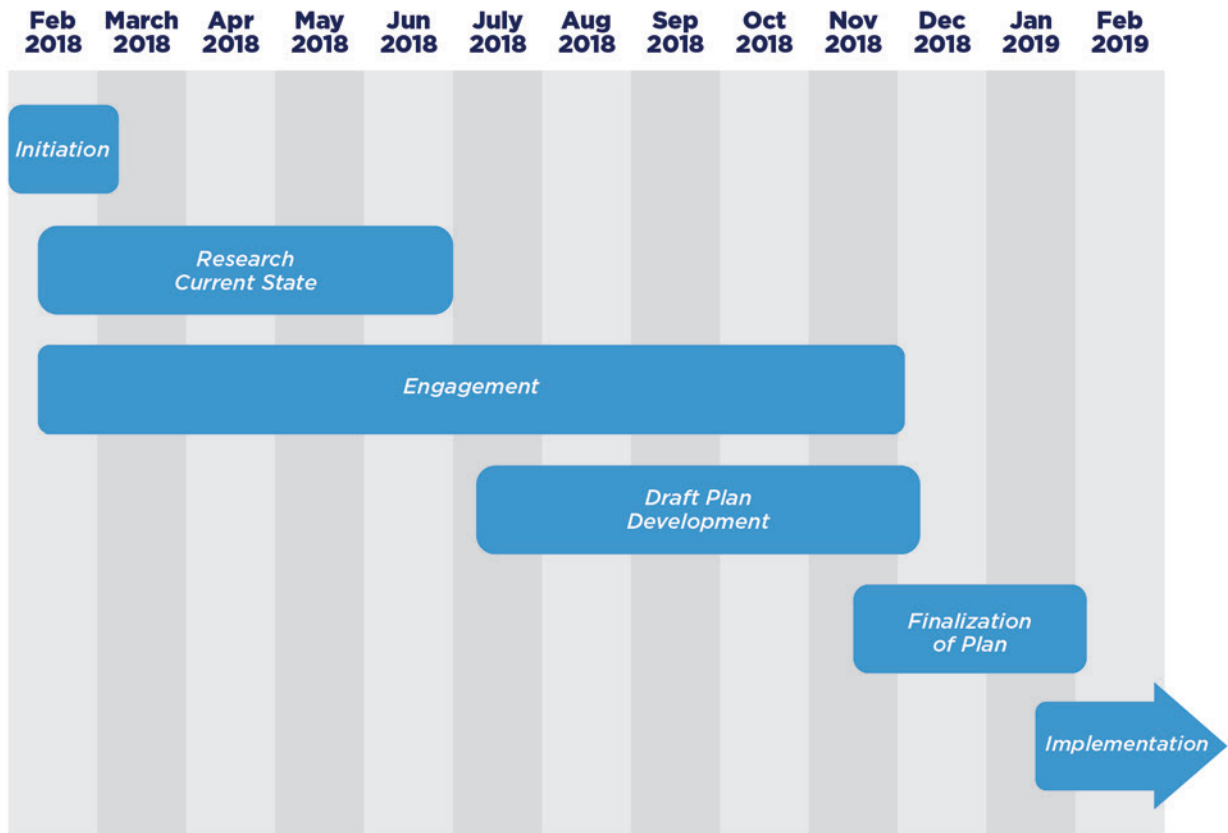 Feb March Apr May Jun July Aug Sep Oct Nov Dec Jan Feb
2018 2018 2018 2018 2018 2018 2018 2018 2018 2018 2018 2019 2019
Initiation
Research
Current State
Engagement
Draft Plan
Development
Finalization
of Plan
Implementation